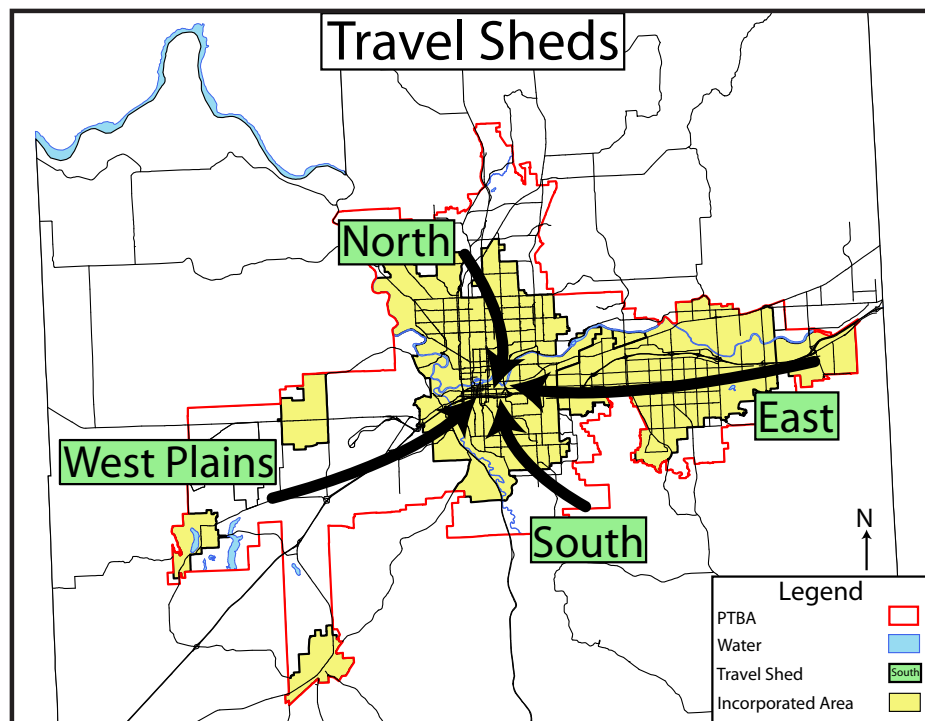 Travel Sheds
North
East
West Plains
South
N
Legend
PTBA
Water
Travel Shed
South
Incorporated Area